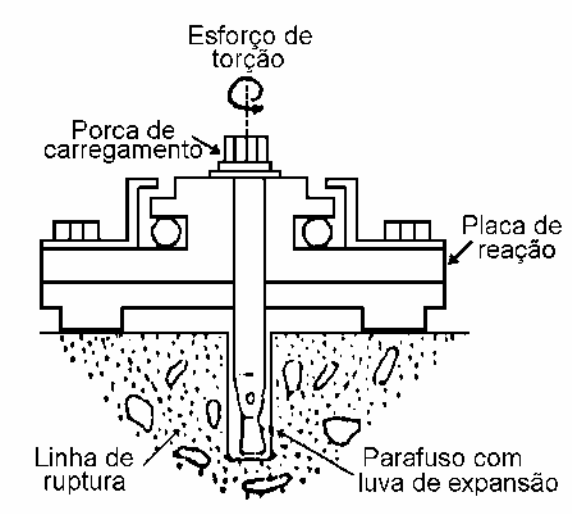 Esforço de
torção
Porca de
carregamento
Placa de
reação
Linha de
ruptura
Parafuso com
luva de expansão